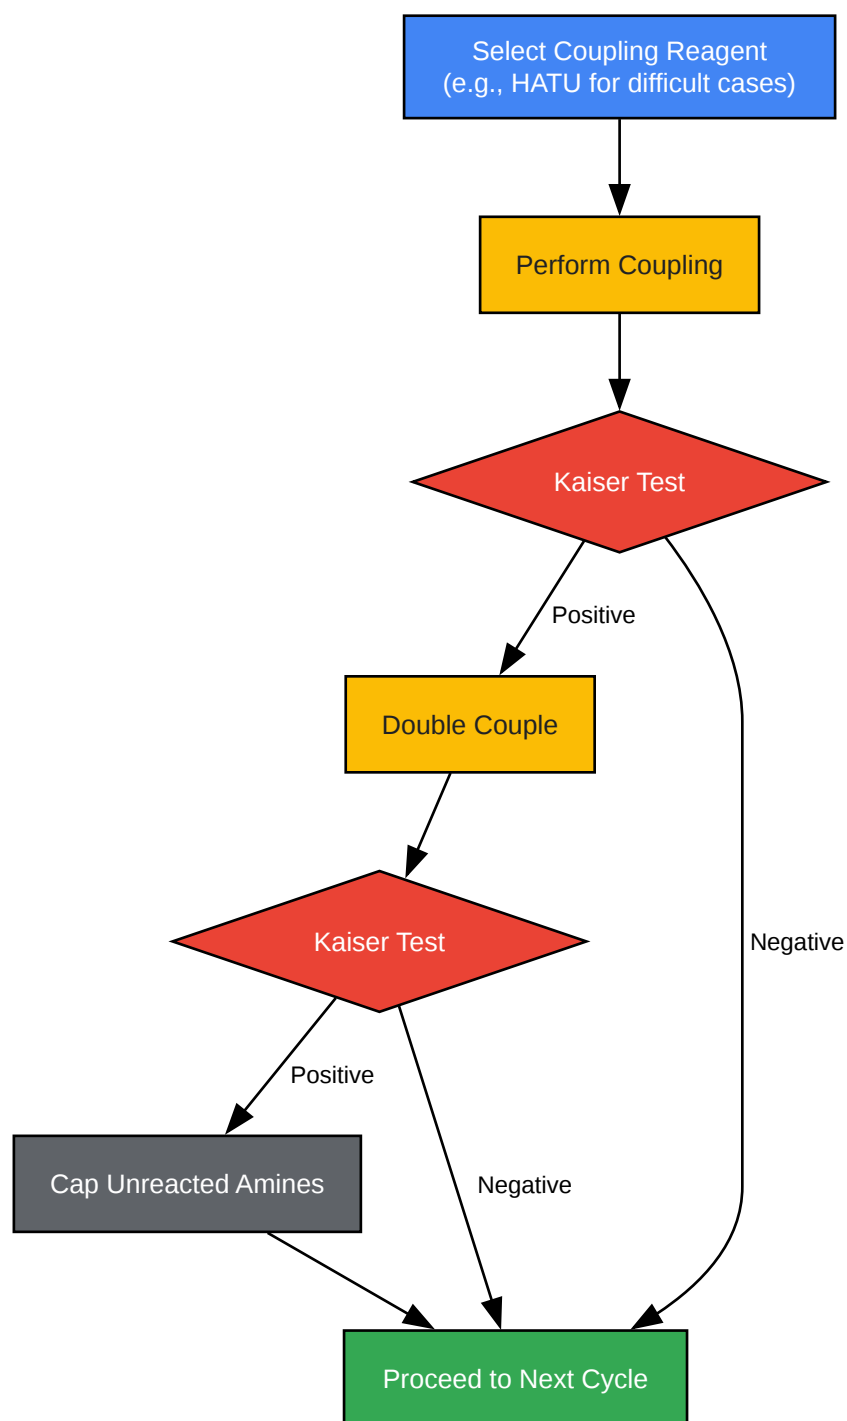 Select Coupling Reagent
(e.g., HATU for difficult cases)
Perform Coupling
Kaiser Test
Positive
Double Couple
Kaiser Test
Negative
Positive
Negative
Cap Unreacted Amines
Proceed to Next Cycle